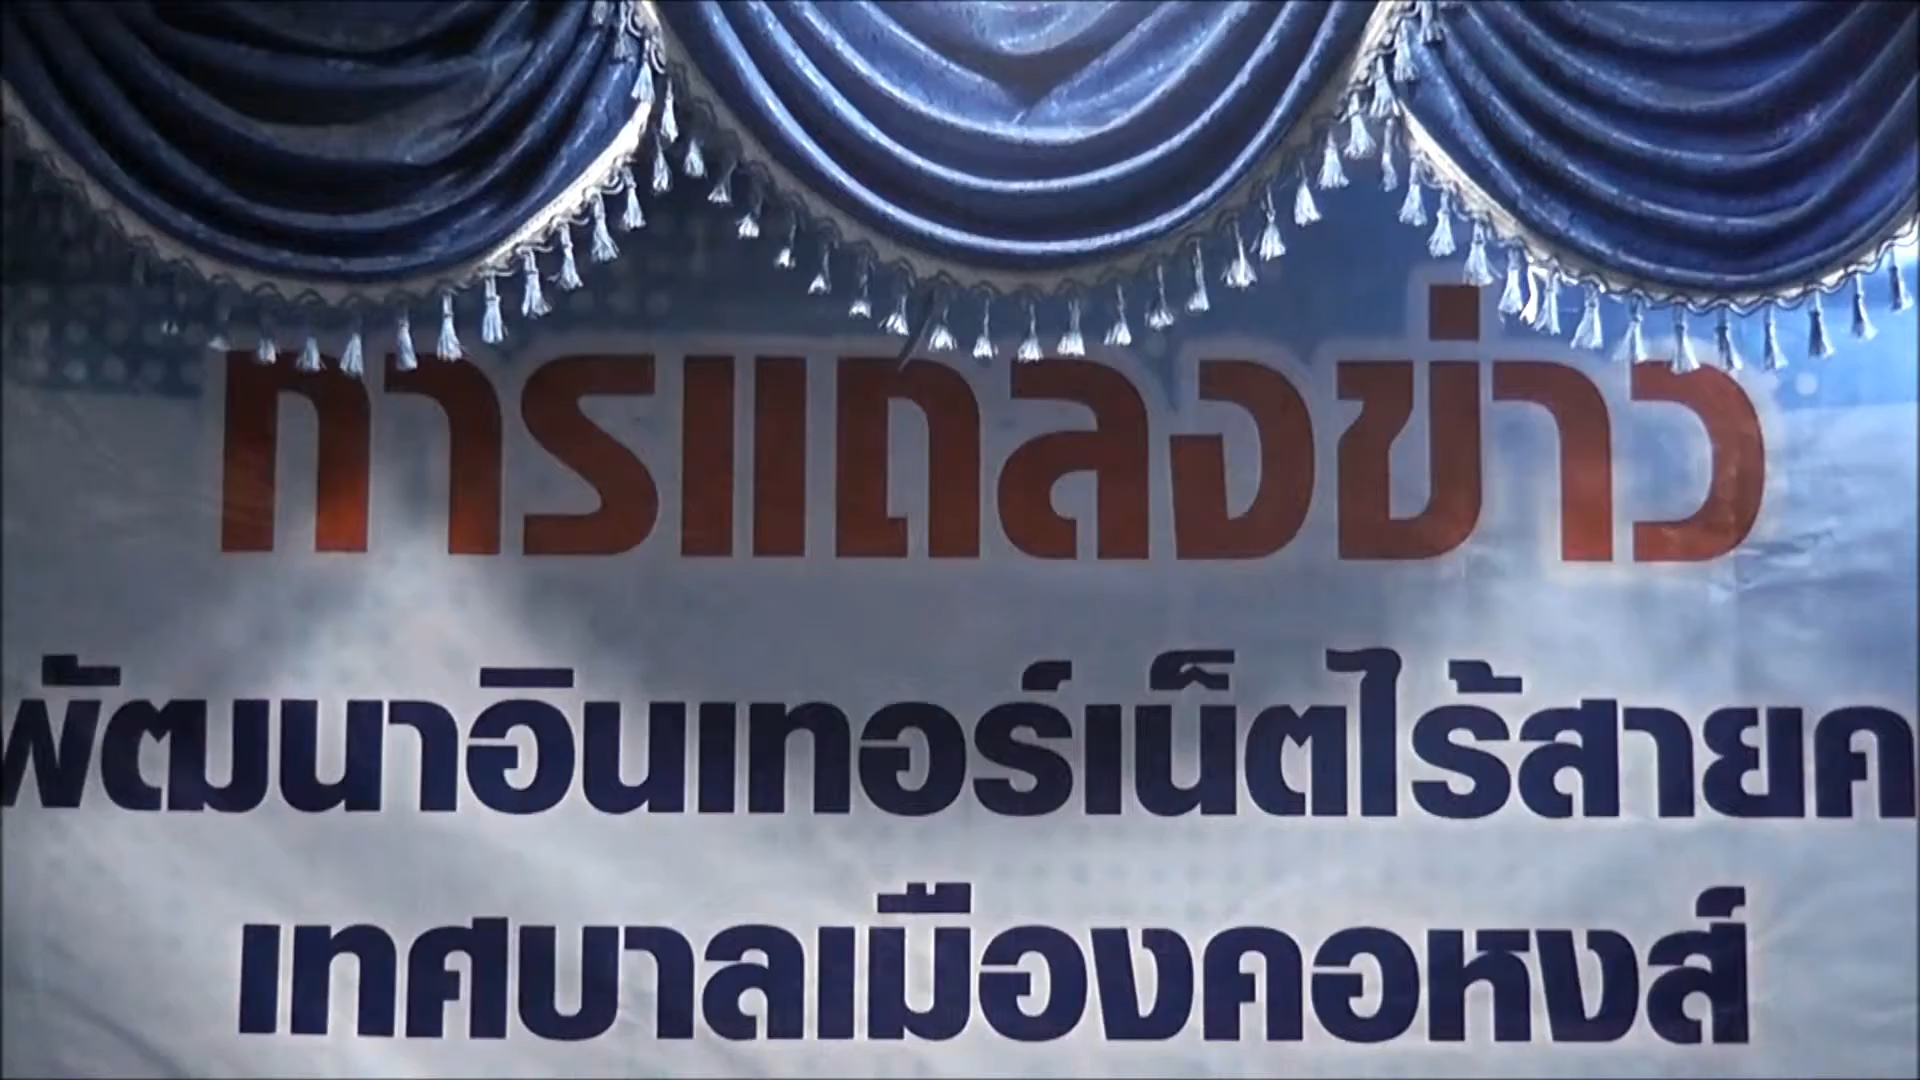 การแถลงข่าว
พัฒนาอินเทอร์เน็ตไร้สายค
เทศบาลเมืองคอหงส์